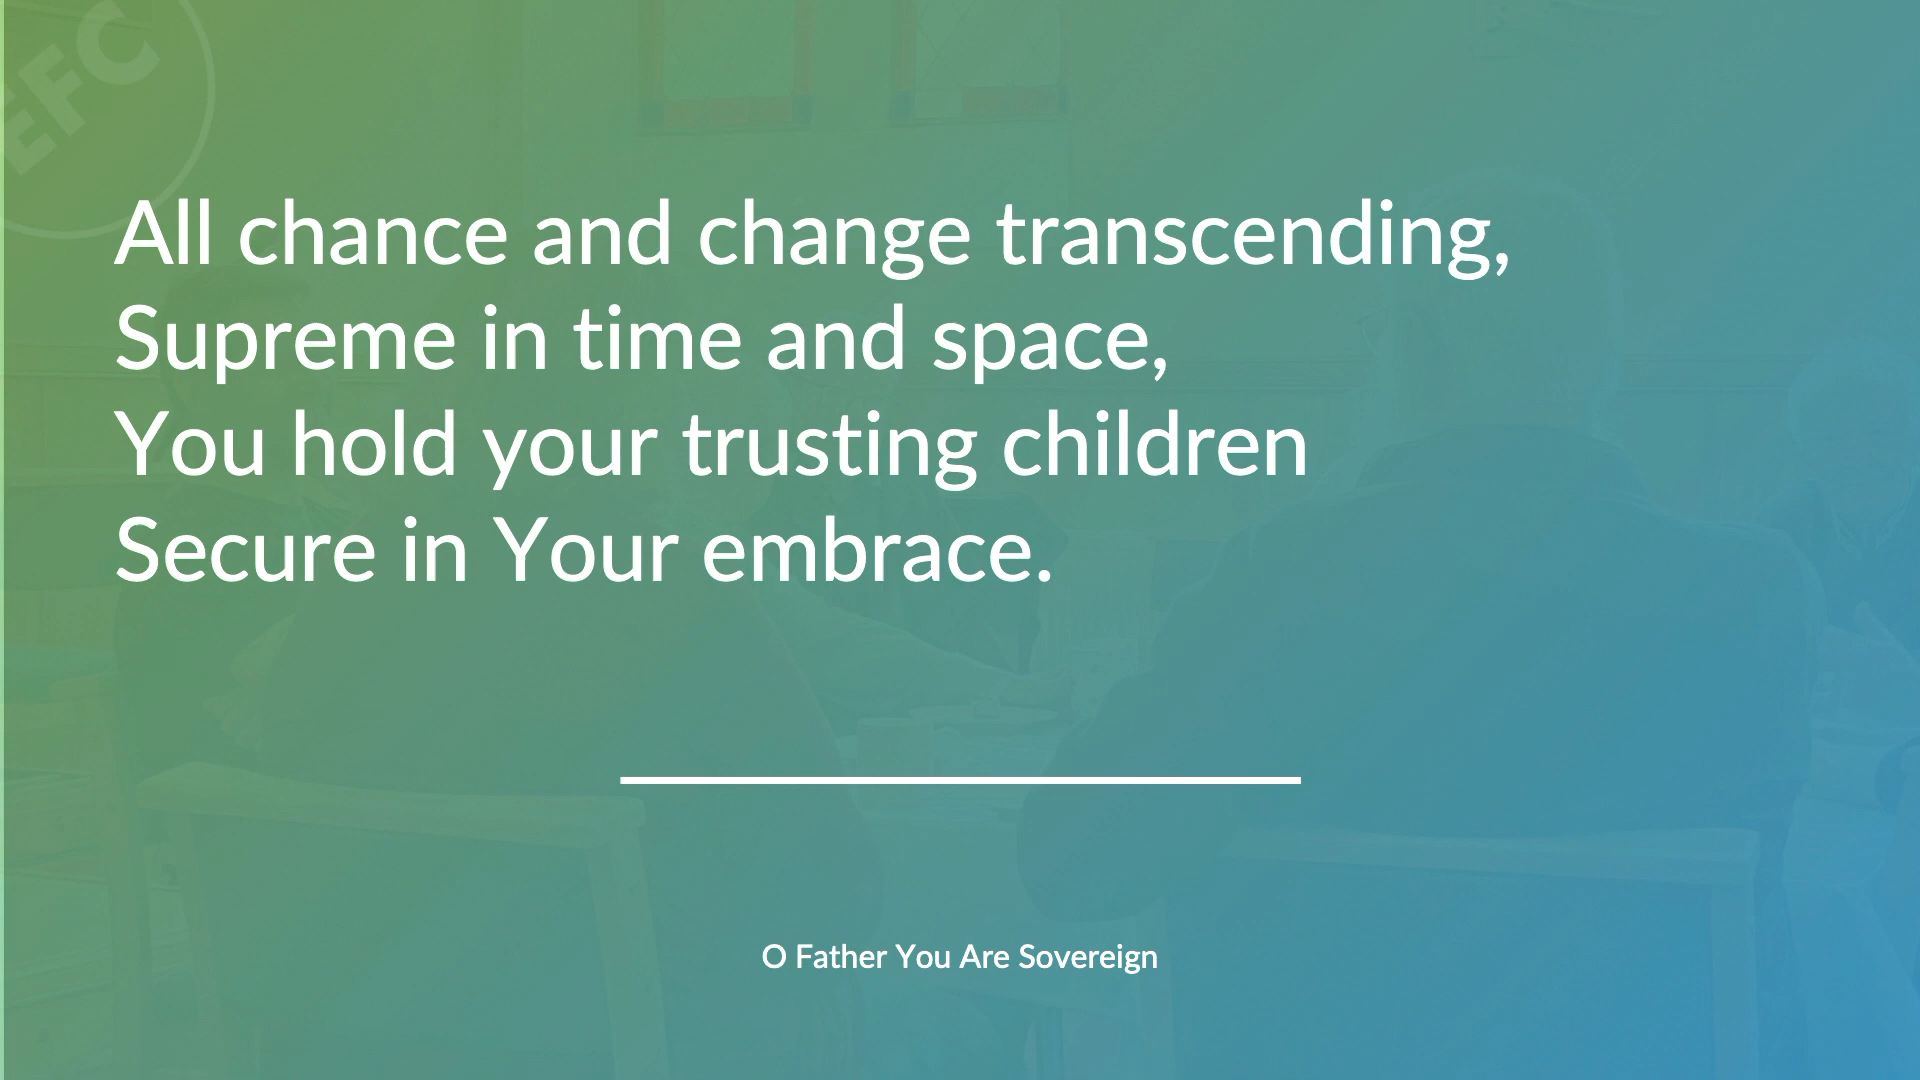 EFC
All chance and change transcending,
Supreme in time and space,
You hold your trusting children
Secure in Your embrace.
O Father You Are Sovereign